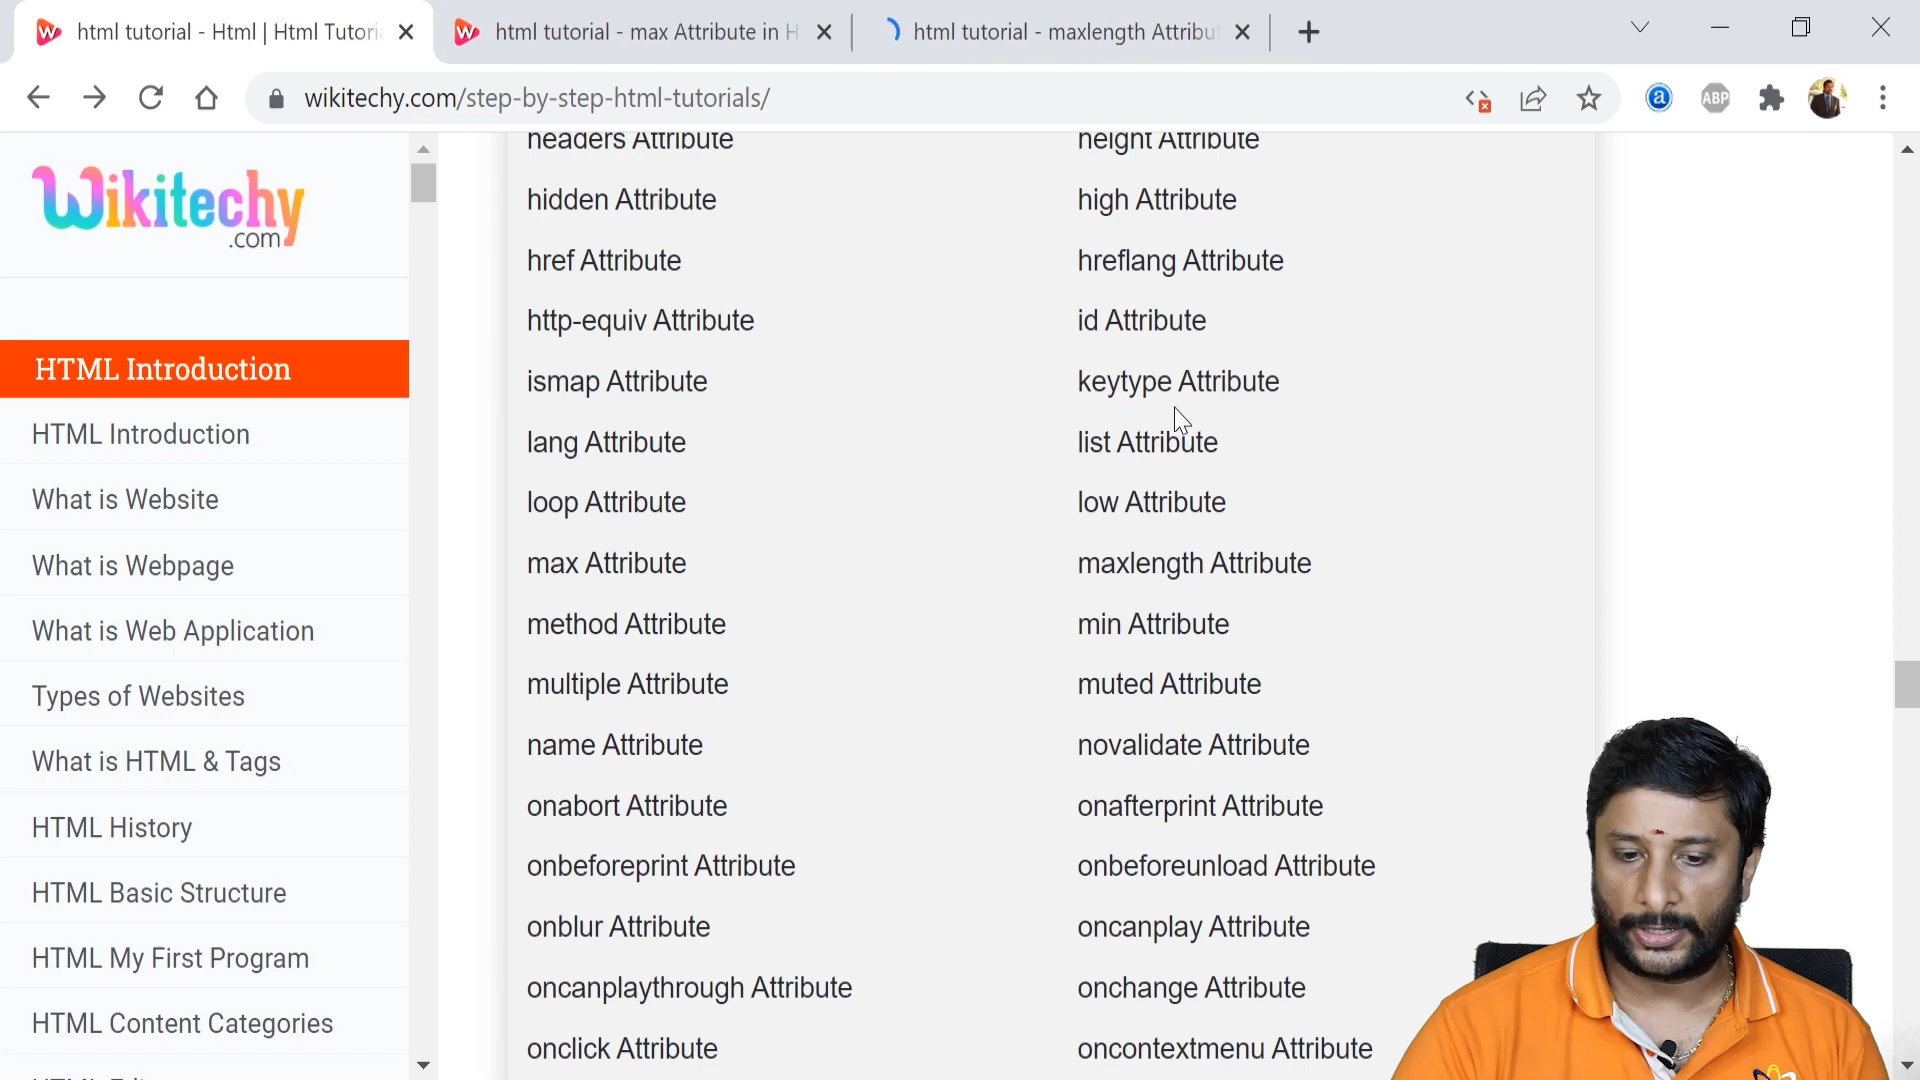 html tutorial - Html | Html Tutori
html tutorial - max Attribute in H
html tutorial - maxlength Attribu
wikitechy.com/step-by-step-html-tutorials/
ABP
Wikitechy
.com
HTML Introduction
HTML Introduction
What is Website
What is Webpage
What is Web Application
Types of Websites
What is HTML & Tags
HTML History
HTML Basic Structure
HTML My First Program
HTML Content Categories
headers Attribute height Attribute
hidden Attribute high Attribute
href Attribute hreflang Attribute
http-equiv Attribute id Attribute
ismap Attribute keytype Attribute
lang Attribute list Attribute
loop Attribute low Attribute
max Attribute maxlength Attribute
method Attribute min Attribute
multiple Attribute muted Attribute
name Attribute novalidate Attribute
onabort Attribute onafterprint Attribute
onbeforeprint Attribute onbeforeunload Attribute
onblur Attribute oncanplay Attribute
oncanplaythrough Attribute onchange Attribute
onclick Attribute oncontextmenu Attribute